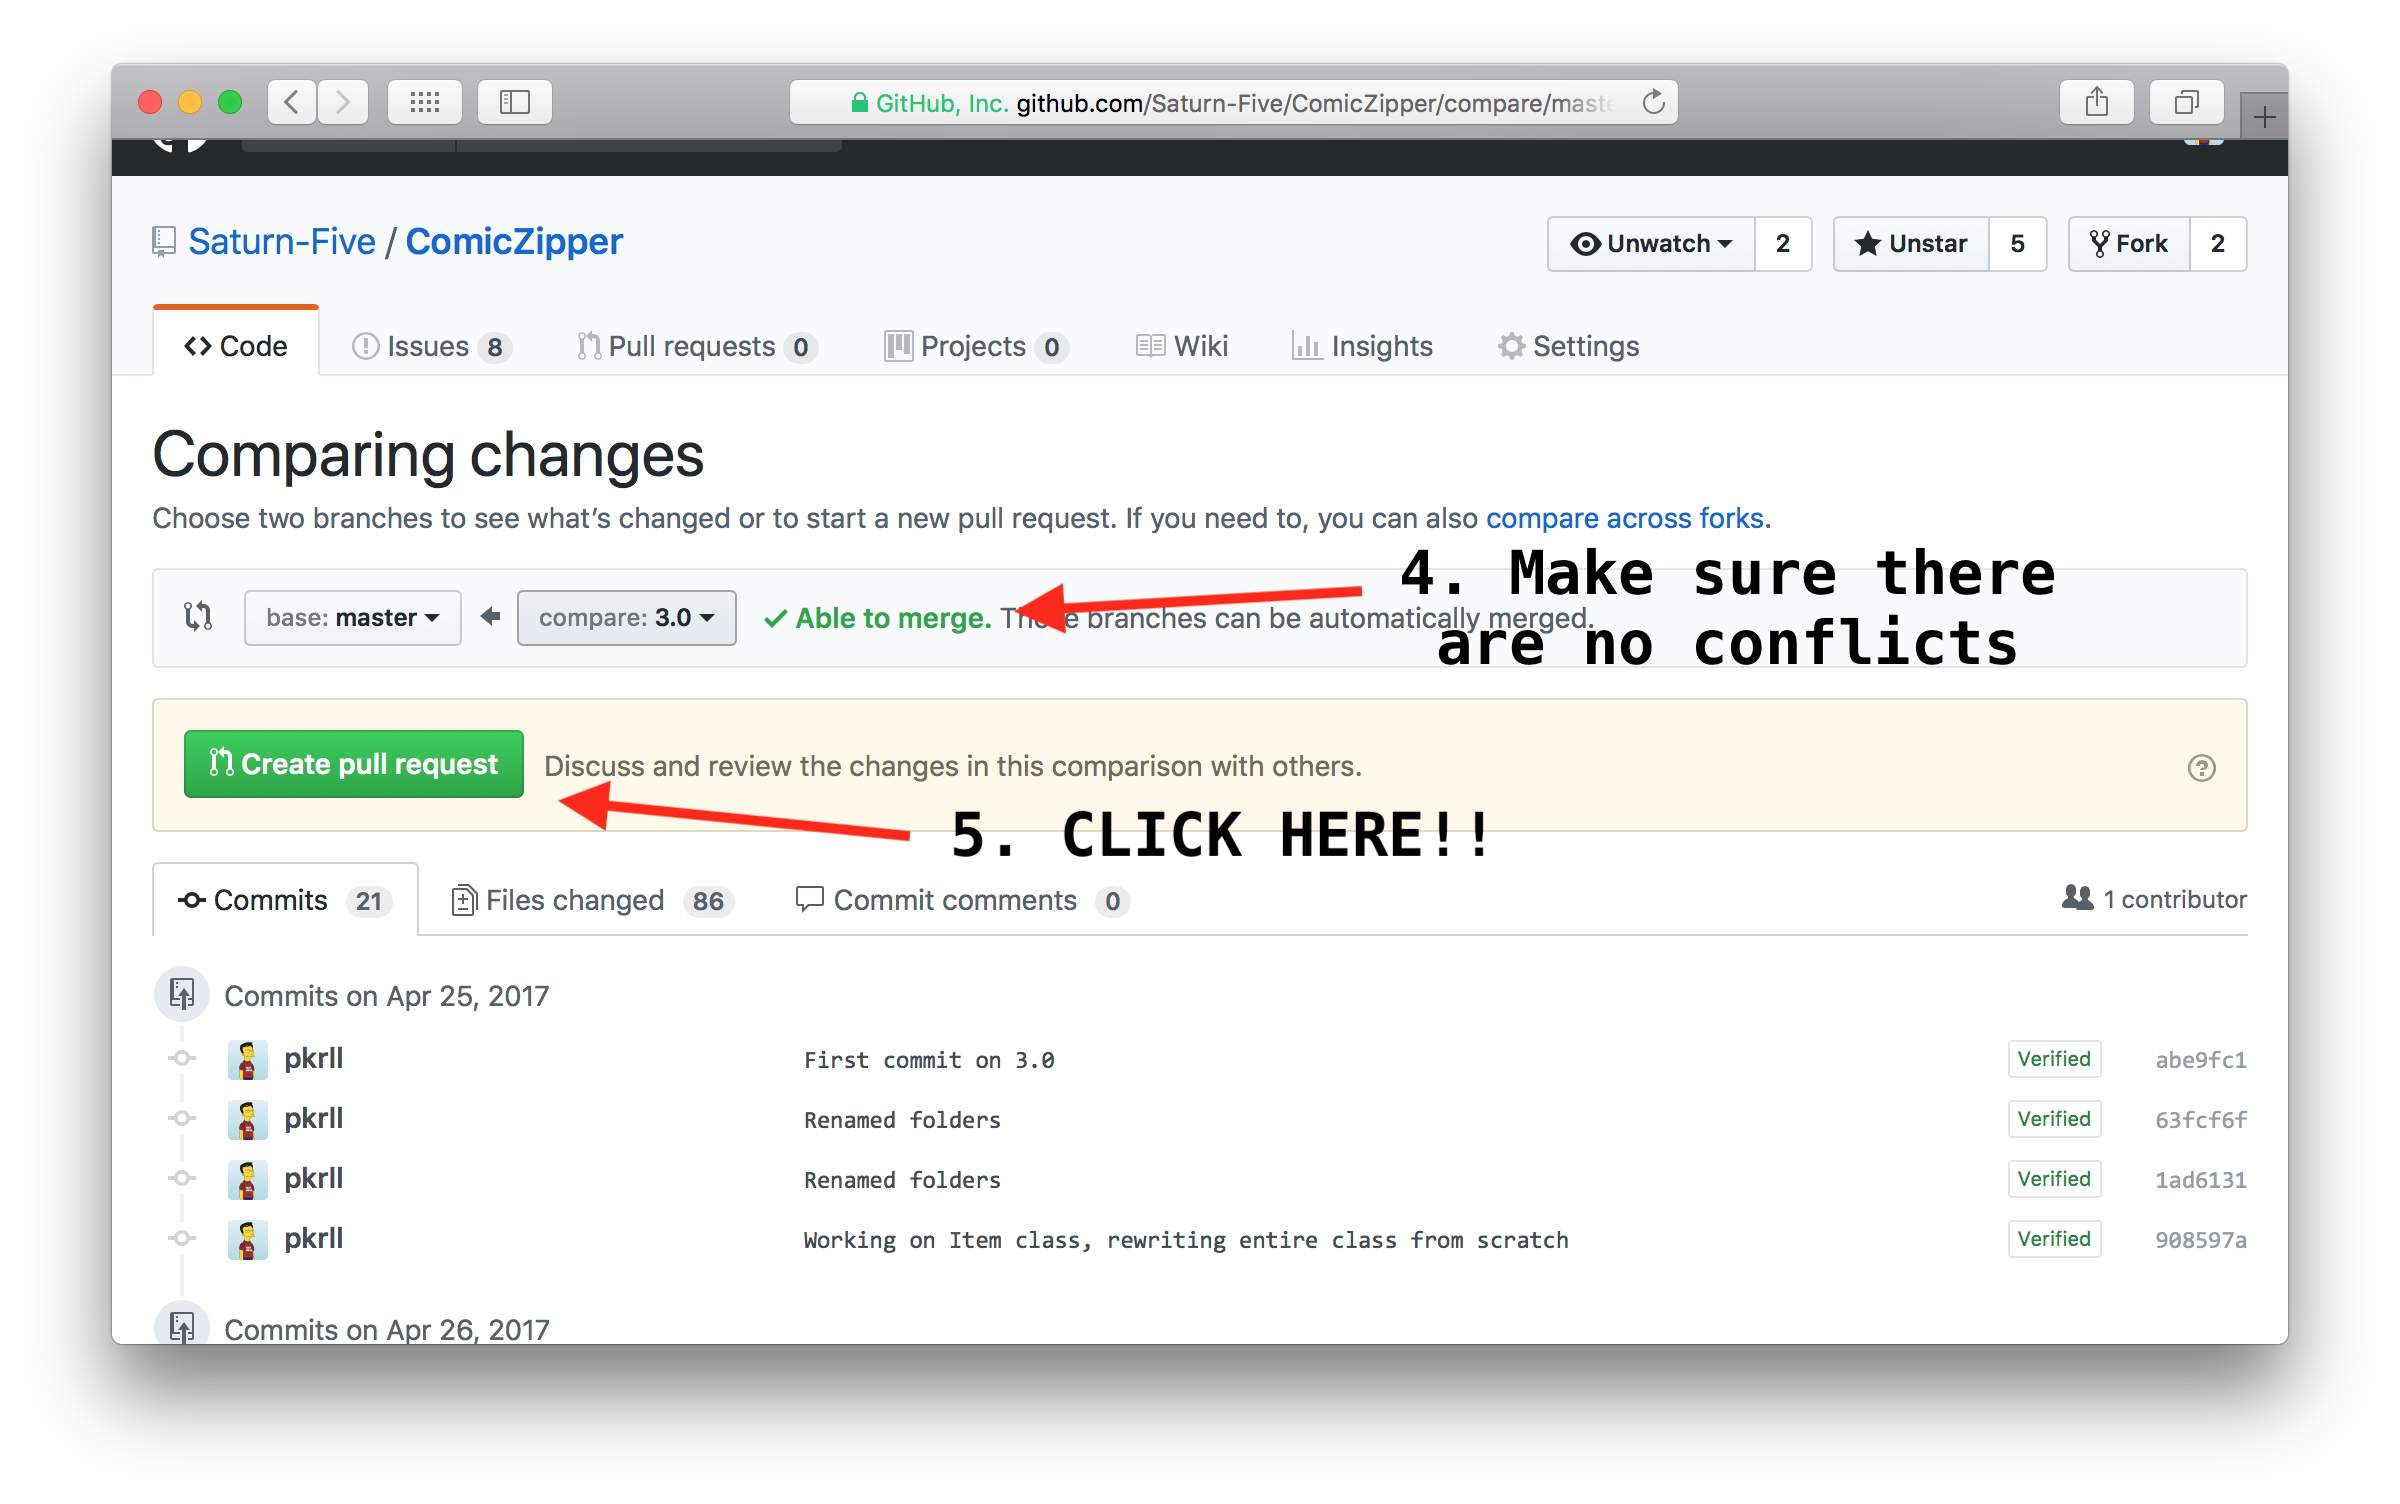 GitHub, Inc. github.com/Saturn-Five/ComicZipper/compare/maste
Saturn-Five / ComicZipper
Unwatch 2 Unstar 5 Fork 2
Code Issues 8 Pull requests 0 Projects 0 Wiki Insights Settings
Comparing changes
Choose two branches to see what’s changed or to start a new pull request. If you need to, you can also compare across forks.
4. Make sure there
are no conflicts
base: master compare: 3.0 Able to merge. These branches can be automatically merged.
Create pull request Discuss and review the changes in this comparison with others.
5. CLICK HERE!!
Commits 21 Files changed 86 Commit comments 0 1 contributor
Commits on Apr 25, 2017
pkrll First commit on 3.0 Verified abe9fc1
pkrll Renamed folders Verified 63fcf6f
pkrll Renamed folders Verified 1ad6131
pkrll Working on Item class, rewriting entire class from scratch Verified 908597a
Commits on Apr 26, 2017